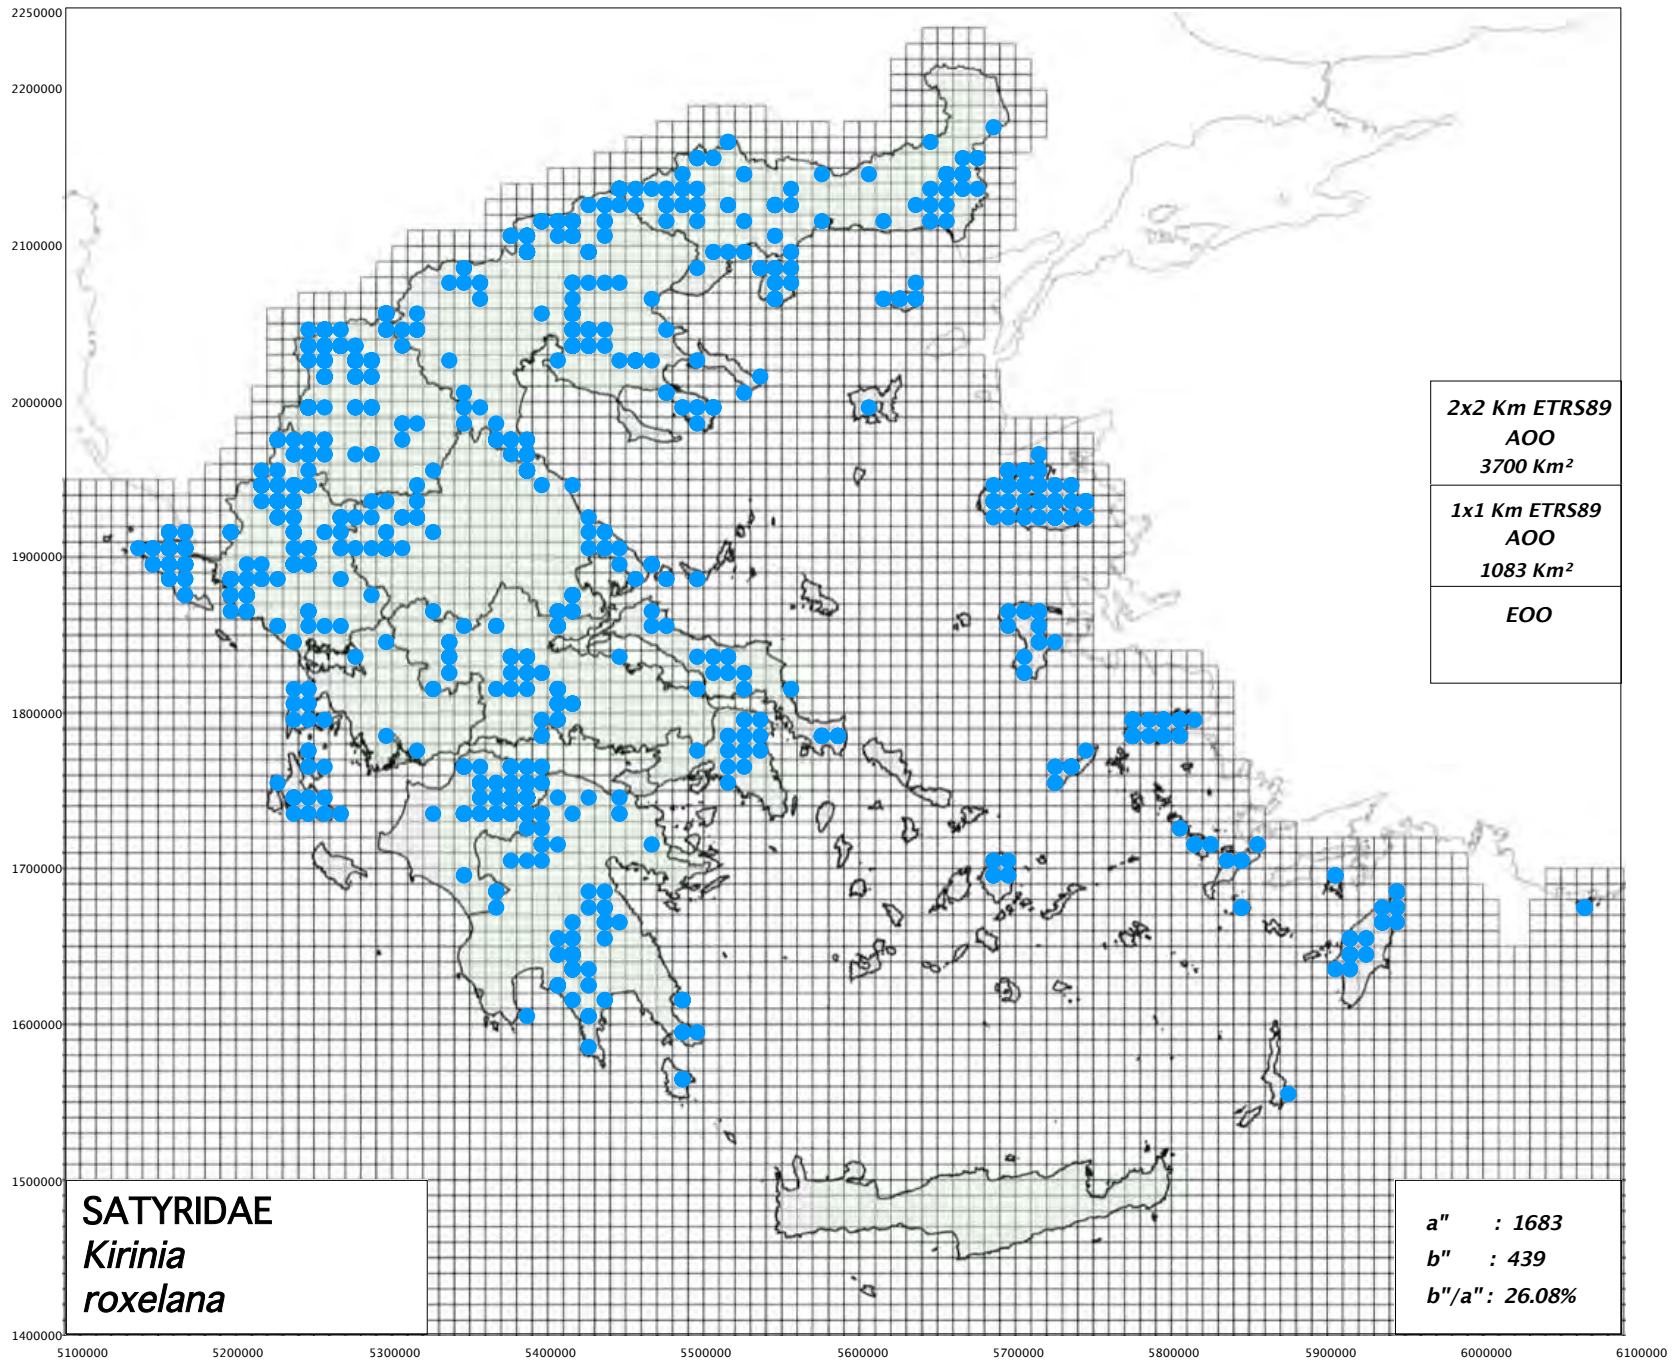 2250000
2200000
2100000
2000000
1900000
1800000
1700000
1600000
1500000
1400000
2x2 Km ETRS89
AOO
3700 Km²
1x1 Km ETRS89
AOO
1083 Km²
EOO
SATYRIDAE
Kirinia
roxelana
a" : 1683
b" : 439
b"/a" : 26.08%
5100000 5200000 5300000 5400000 5500000 5600000 5700000 5800000 5900000 6000000 6100000